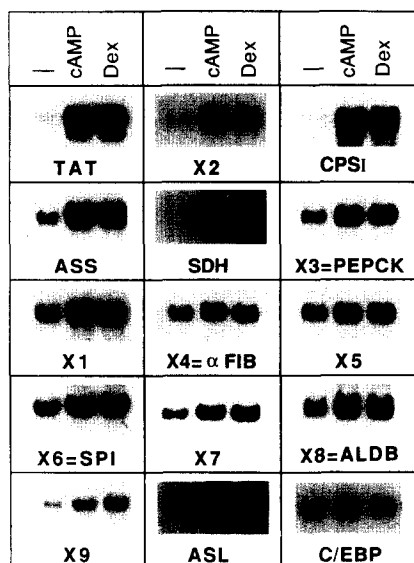 — cAMP Dex — cAMP Dex — cAMP Dex
TAT X2 CPSI
ASS SDH X3=PEPCK
X1 X4=αFIB X5
X6=SPI X7 X8=ALDB
X9 ASL C/EBP